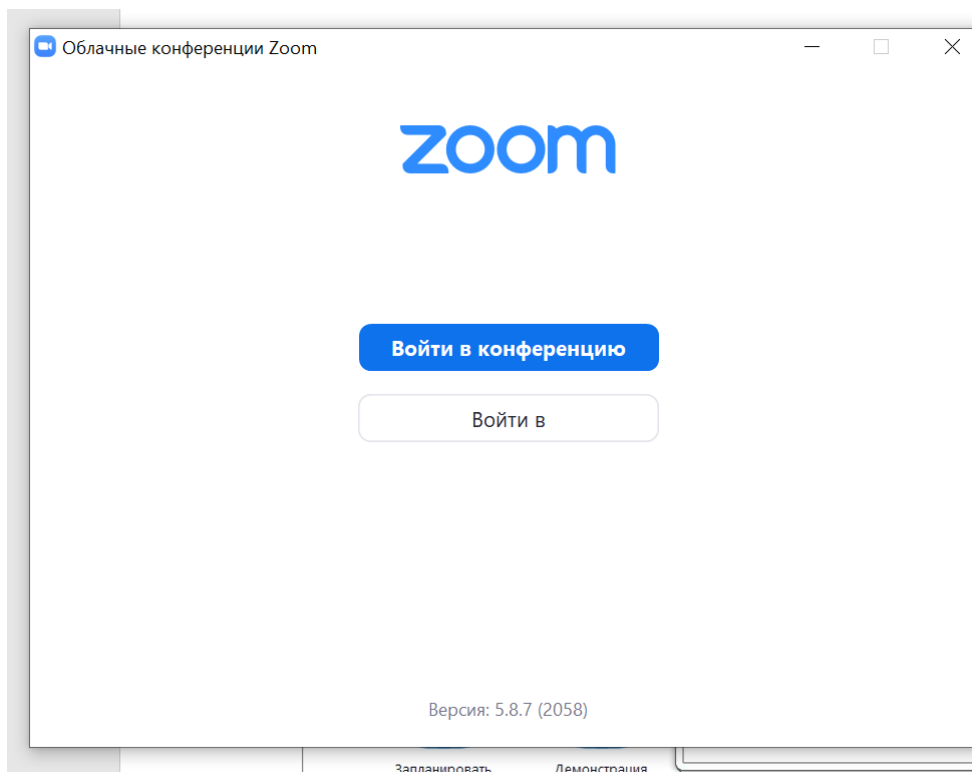 Облачные конференции Zoom
zoom
Войти в конференцию
Войти в
Версия: 5.8.7 (2058)
Запланировать Демонстрация